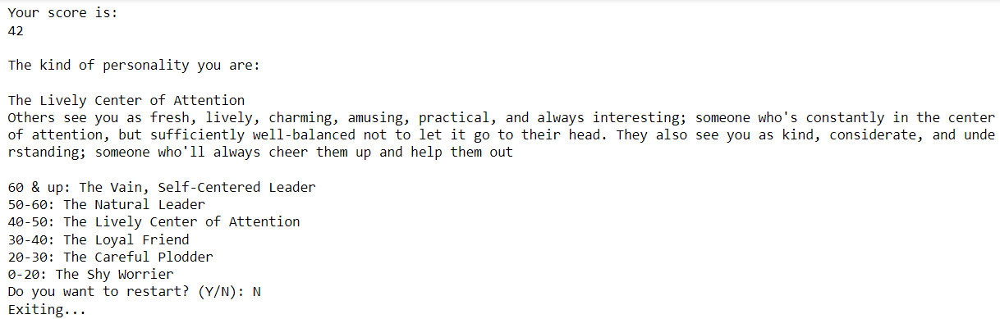 Your score is:
42
The kind of personality you are:
The Lively Center of Attention
Others see you as fresh, lively, charming, amusing, practical, and always interesting; someone who's constantly in the center
of attention, but sufficiently well-balanced not to let it go to their head. They also see you as kind, considerate, and unde
rstanding; someone who'll always cheer them up and help them out
60 & up: The Vain, Self-Centered Leader
50-60: The Natural Leader
40-50: The Lively Center of Attention
30-40: The Loyal Friend
20-30: The Careful Plodder
0-20: The Shy Worrier
Do you want to restart? (Y/N): N
Exiting...